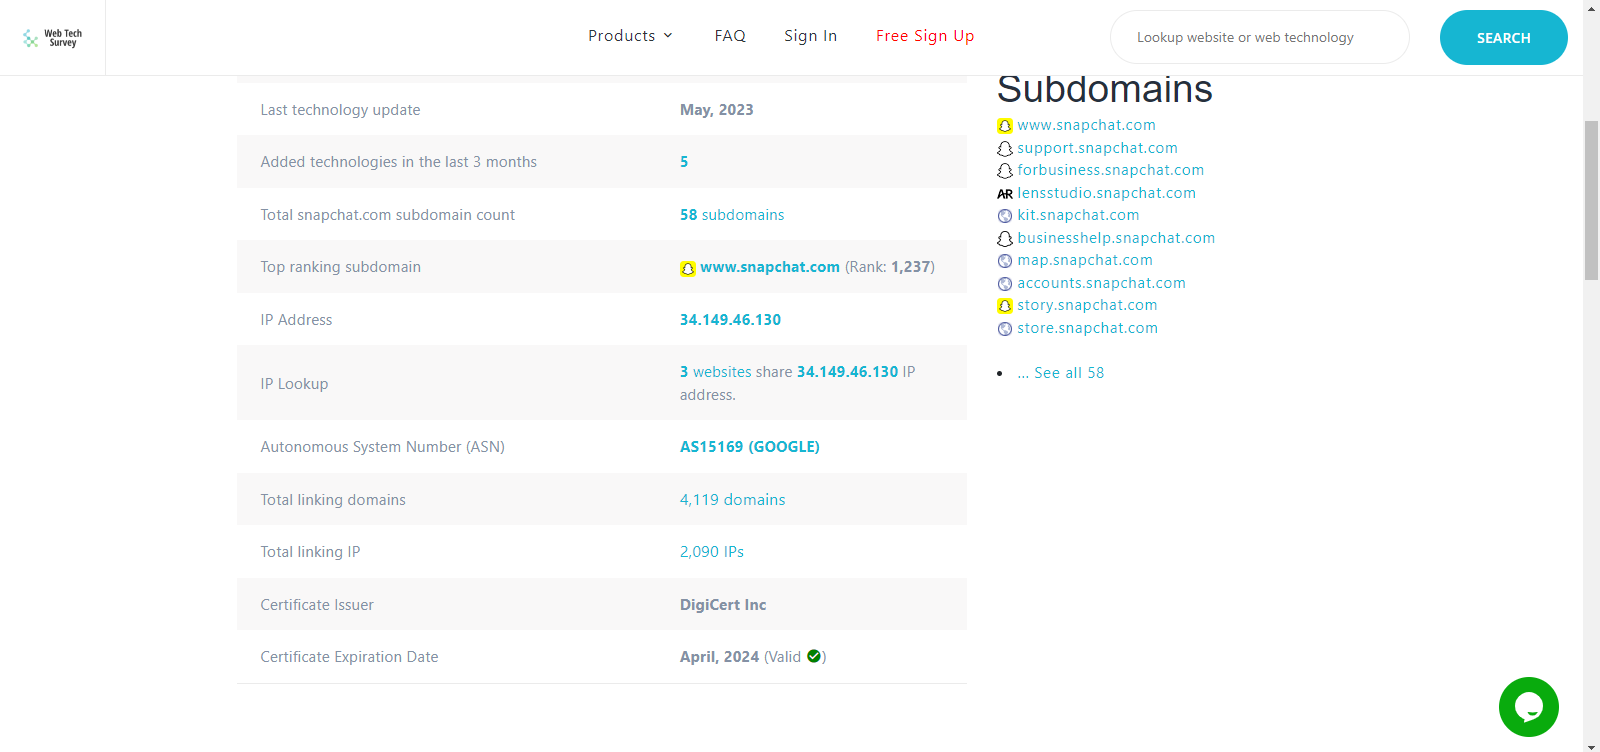 Web Tech
Survey
Products
FAQ
Sign In
Free Sign Up
Lookup website or web technology
SEARCH
Last technology update
May, 2023
Added technologies in the last 3 months
5
Total snapchat.com subdomain count
58 subdomains
Top ranking subdomain
www.snapchat.com (Rank: 1,237)
IP Address
34.149.46.130
IP Lookup
3 websites share 34.149.46.130 IP
address.
Autonomous System Number (ASN)
AS15169 (GOOGLE)
Total linking domains
4,119 domains
Total linking IP
2,090 IPs
Certificate Issuer
DigiCert Inc
Certificate Expiration Date
April, 2024 (Valid )
Subdomains
www.snapchat.com
support.snapchat.com
forbusiness.snapchat.com
AR lensstudio.snapchat.com
kit.snapchat.com
businesshelp.snapchat.com
map.snapchat.com
accounts.snapchat.com
story.snapchat.com
store.snapchat.com
• ... See all 58